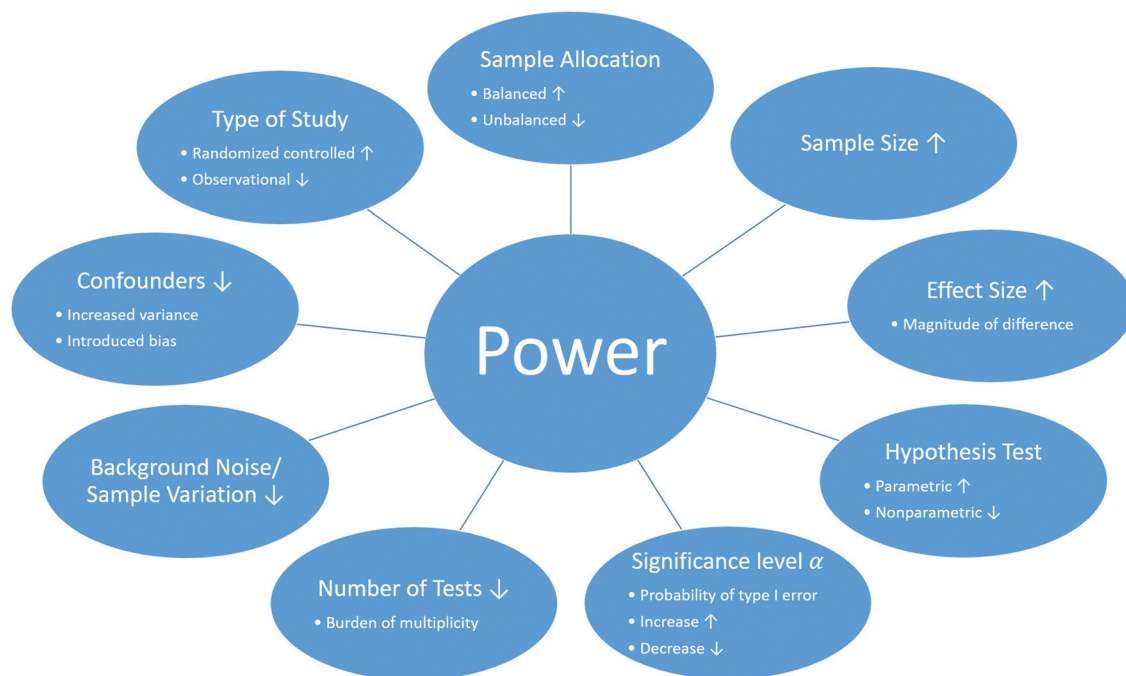 Sample Allocation
• Balanced ↑
• Unbalanced ↓
Type of Study
• Randomized controlled ↑
• Observational ↓
Sample Size ↑
Confounders ↓
• Increased variance
• Introduced bias
Effect Size ↑
• Magnitude of difference
Power
Background Noise/
Sample Variation ↓
Hypothesis Test
• Parametric ↑
• Nonparametric ↓
Number of Tests ↓
• Burden of multiplicity
Significance level α
• Probability of type I error
• Increase ↑
• Decrease ↓